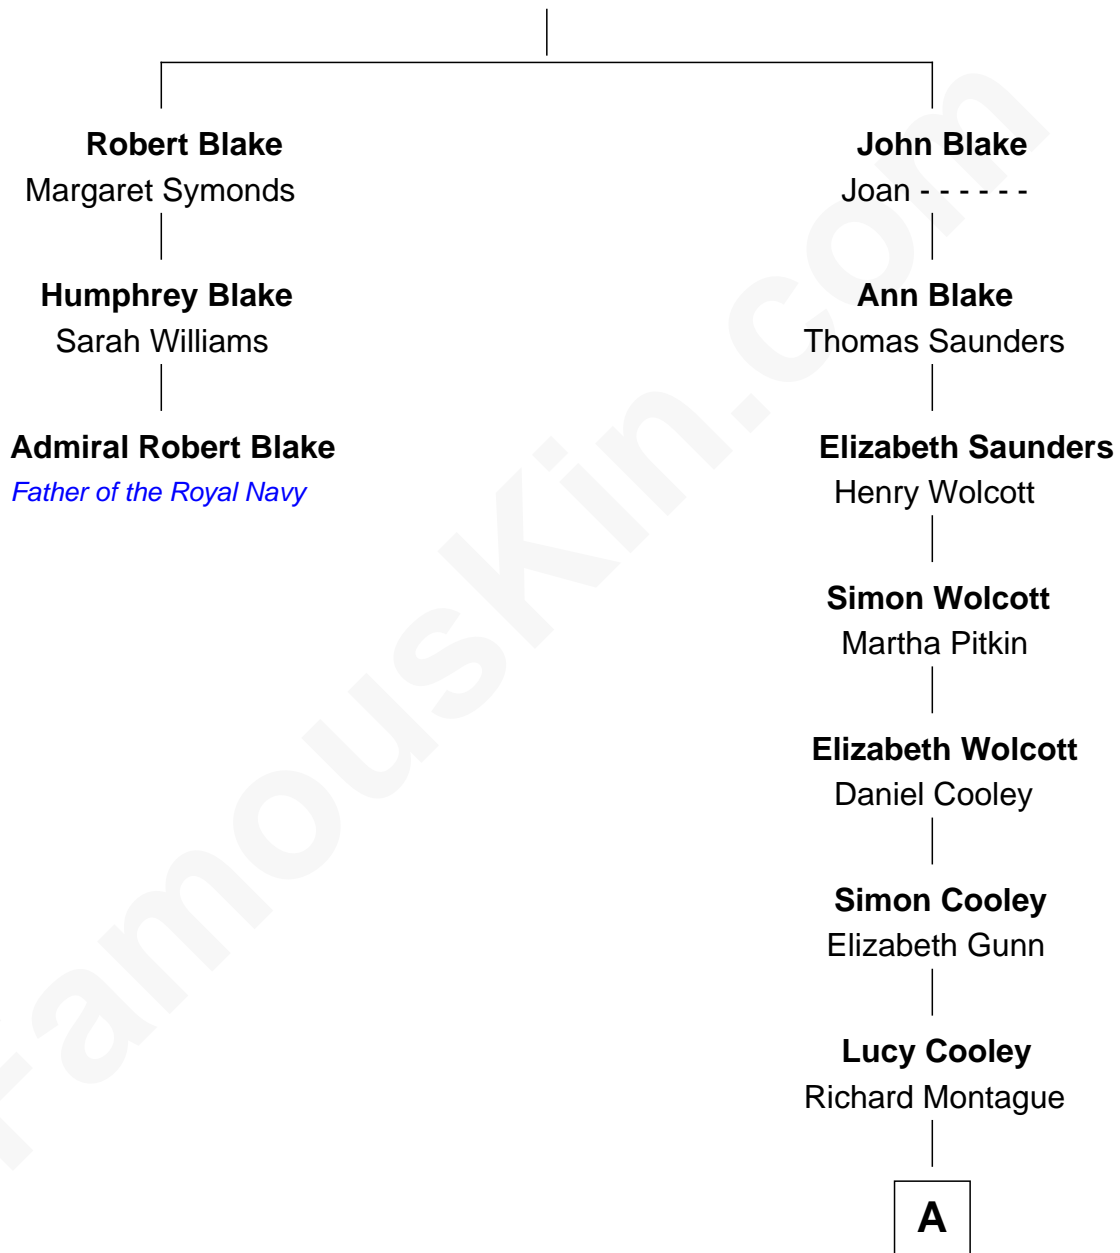 Robert Blake
Margaret Symonds
Humphrey Blake
Sarah Williams
Admiral Robert Blake
Father of the Royal Navy
John Blake
Joan - - - - - -
Ann Blake
Thomas Saunders
Elizabeth Saunders
Henry Wolcott
Simon Wolcott
Martha Pitkin
Elizabeth Wolcott
Daniel Cooley
Simon Cooley
Elizabeth Gunn
Lucy Cooley
Richard Montague
A
FamousKin.com